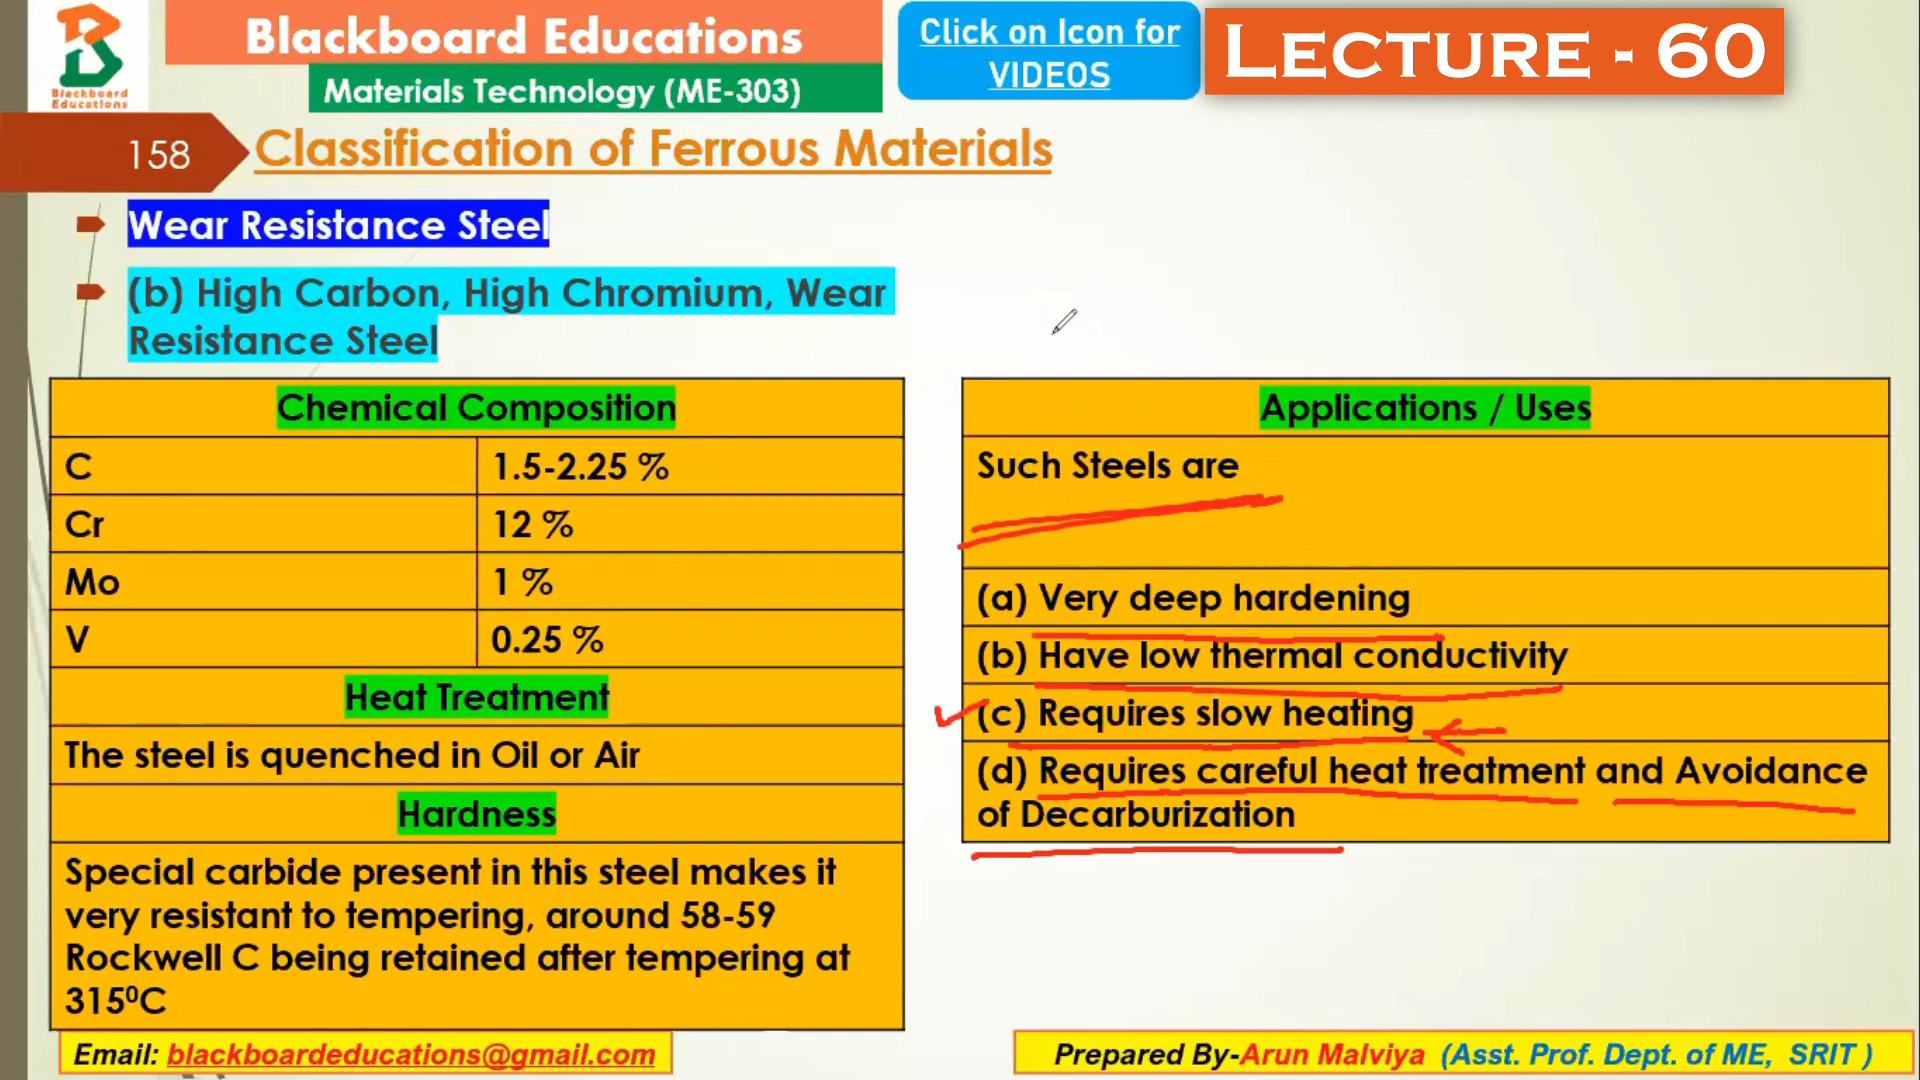 Blackboard Educations
Blackboard
Educations
Materials Technology (ME-303)
Click on Icon for
VIDEOS
LECTURE - 60
158
Classification of Ferrous Materials
Wear Resistance Steel
(b) High Carbon, High Chromium, Wear
Resistance Steel
Chemical Composition
C 1.5-2.25 %
Cr 12 %
Mo 1 %
V 0.25 %
Heat Treatment
The steel is quenched in Oil or Air
Hardness
Special carbide present in this steel makes it
very resistant to tempering, around 58-59
Rockwell C being retained after tempering at
315⁰C
Applications / Uses
Such Steels are
(a) Very deep hardening
(b) Have low thermal conductivity
(c) Requires slow heating
(d) Requires careful heat treatment and Avoidance
of Decarburization
Email: blackboardeducations@gmail.com
Prepared By-Arun Malviya (Asst. Prof. Dept. of ME, SRIT )